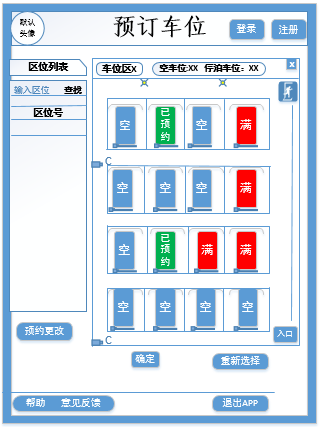 默认
头像
预订车位
登录 注册
区位列表
车位区X
空车位:XX 行泊车位：XX
x
输入区位 查找
区位号
空 已预约 空 满
C
空 空 空 满
空 已预约 满 满
空 空 空 空
入口
C
预约更改
确定
重新选择
帮助 意见反馈
退出APP